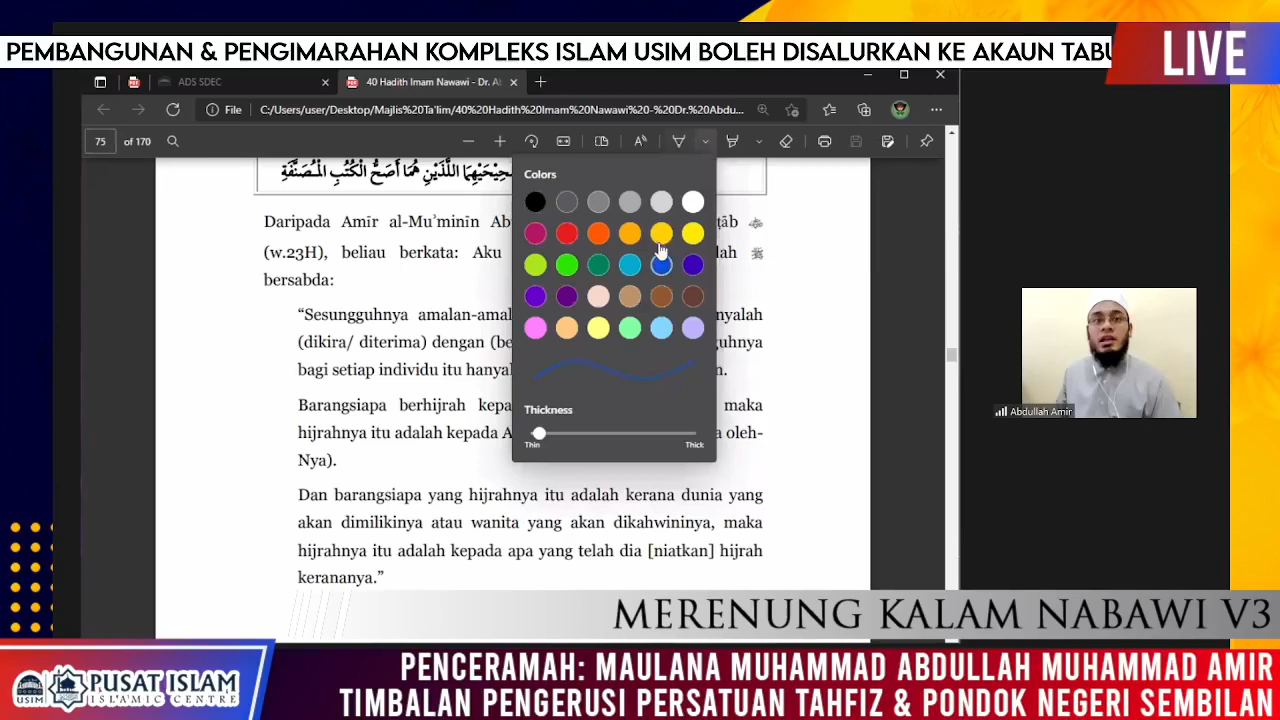 PEMBANGUNAN & PENGIMARAHAN KOMPLEKS ISLAM USIM BOLEH DISALURKAN KE AKAUN TABU
LIVE
ADS SDEC
40 Hadith Imam Nawawi - Dr. A
File
C:/Users/user/Desktop/Majlis%20Ta'lim/40%20Hadith%20Imam%20Nawawi%20-%20Dr.%20Abdu...
75 of 170
اللَّذَيْنِ هُمَا أَصَحُّ الْكُتُبِ الْمُصَنَّفَةِ
Colors
Thickness
Thin
Thick
Daripada Amīr al-Mu'minīn Ab ṭāb
(w.23H), beliau berkata: Aku lah
bersabda:
“Sesungguhnya amalan-amal nyalah
(dikira/ diterima) dengan (be guhnya
bagi setiap individu itu hanyal n.
Barangsiapa berhijrah kepa maka
hijrahnya itu adalah kepada A a oleh-
Nya).
Dan barangsiapa yang hijrahnya itu adalah kerana dunia yang
akan dimilikinya atau wanita yang akan dikahwininya, maka
hijrahnya itu adalah kepada apa yang telah dia [niatkan] hijrah
kerananya.”
Abdullah Amir
MERENUNG KALAM NABAWI V3
USIM
PUSAT ISLAM
ISLAMIC CENTRE
PENCERAMAH: MAULANA MUHAMMAD ABDULLAH MUHAMMAD AMIR
TIMBALAN PENGERUSI PERSATUAN TAHFIZ & PONDOK NEGERI SEMBILAN